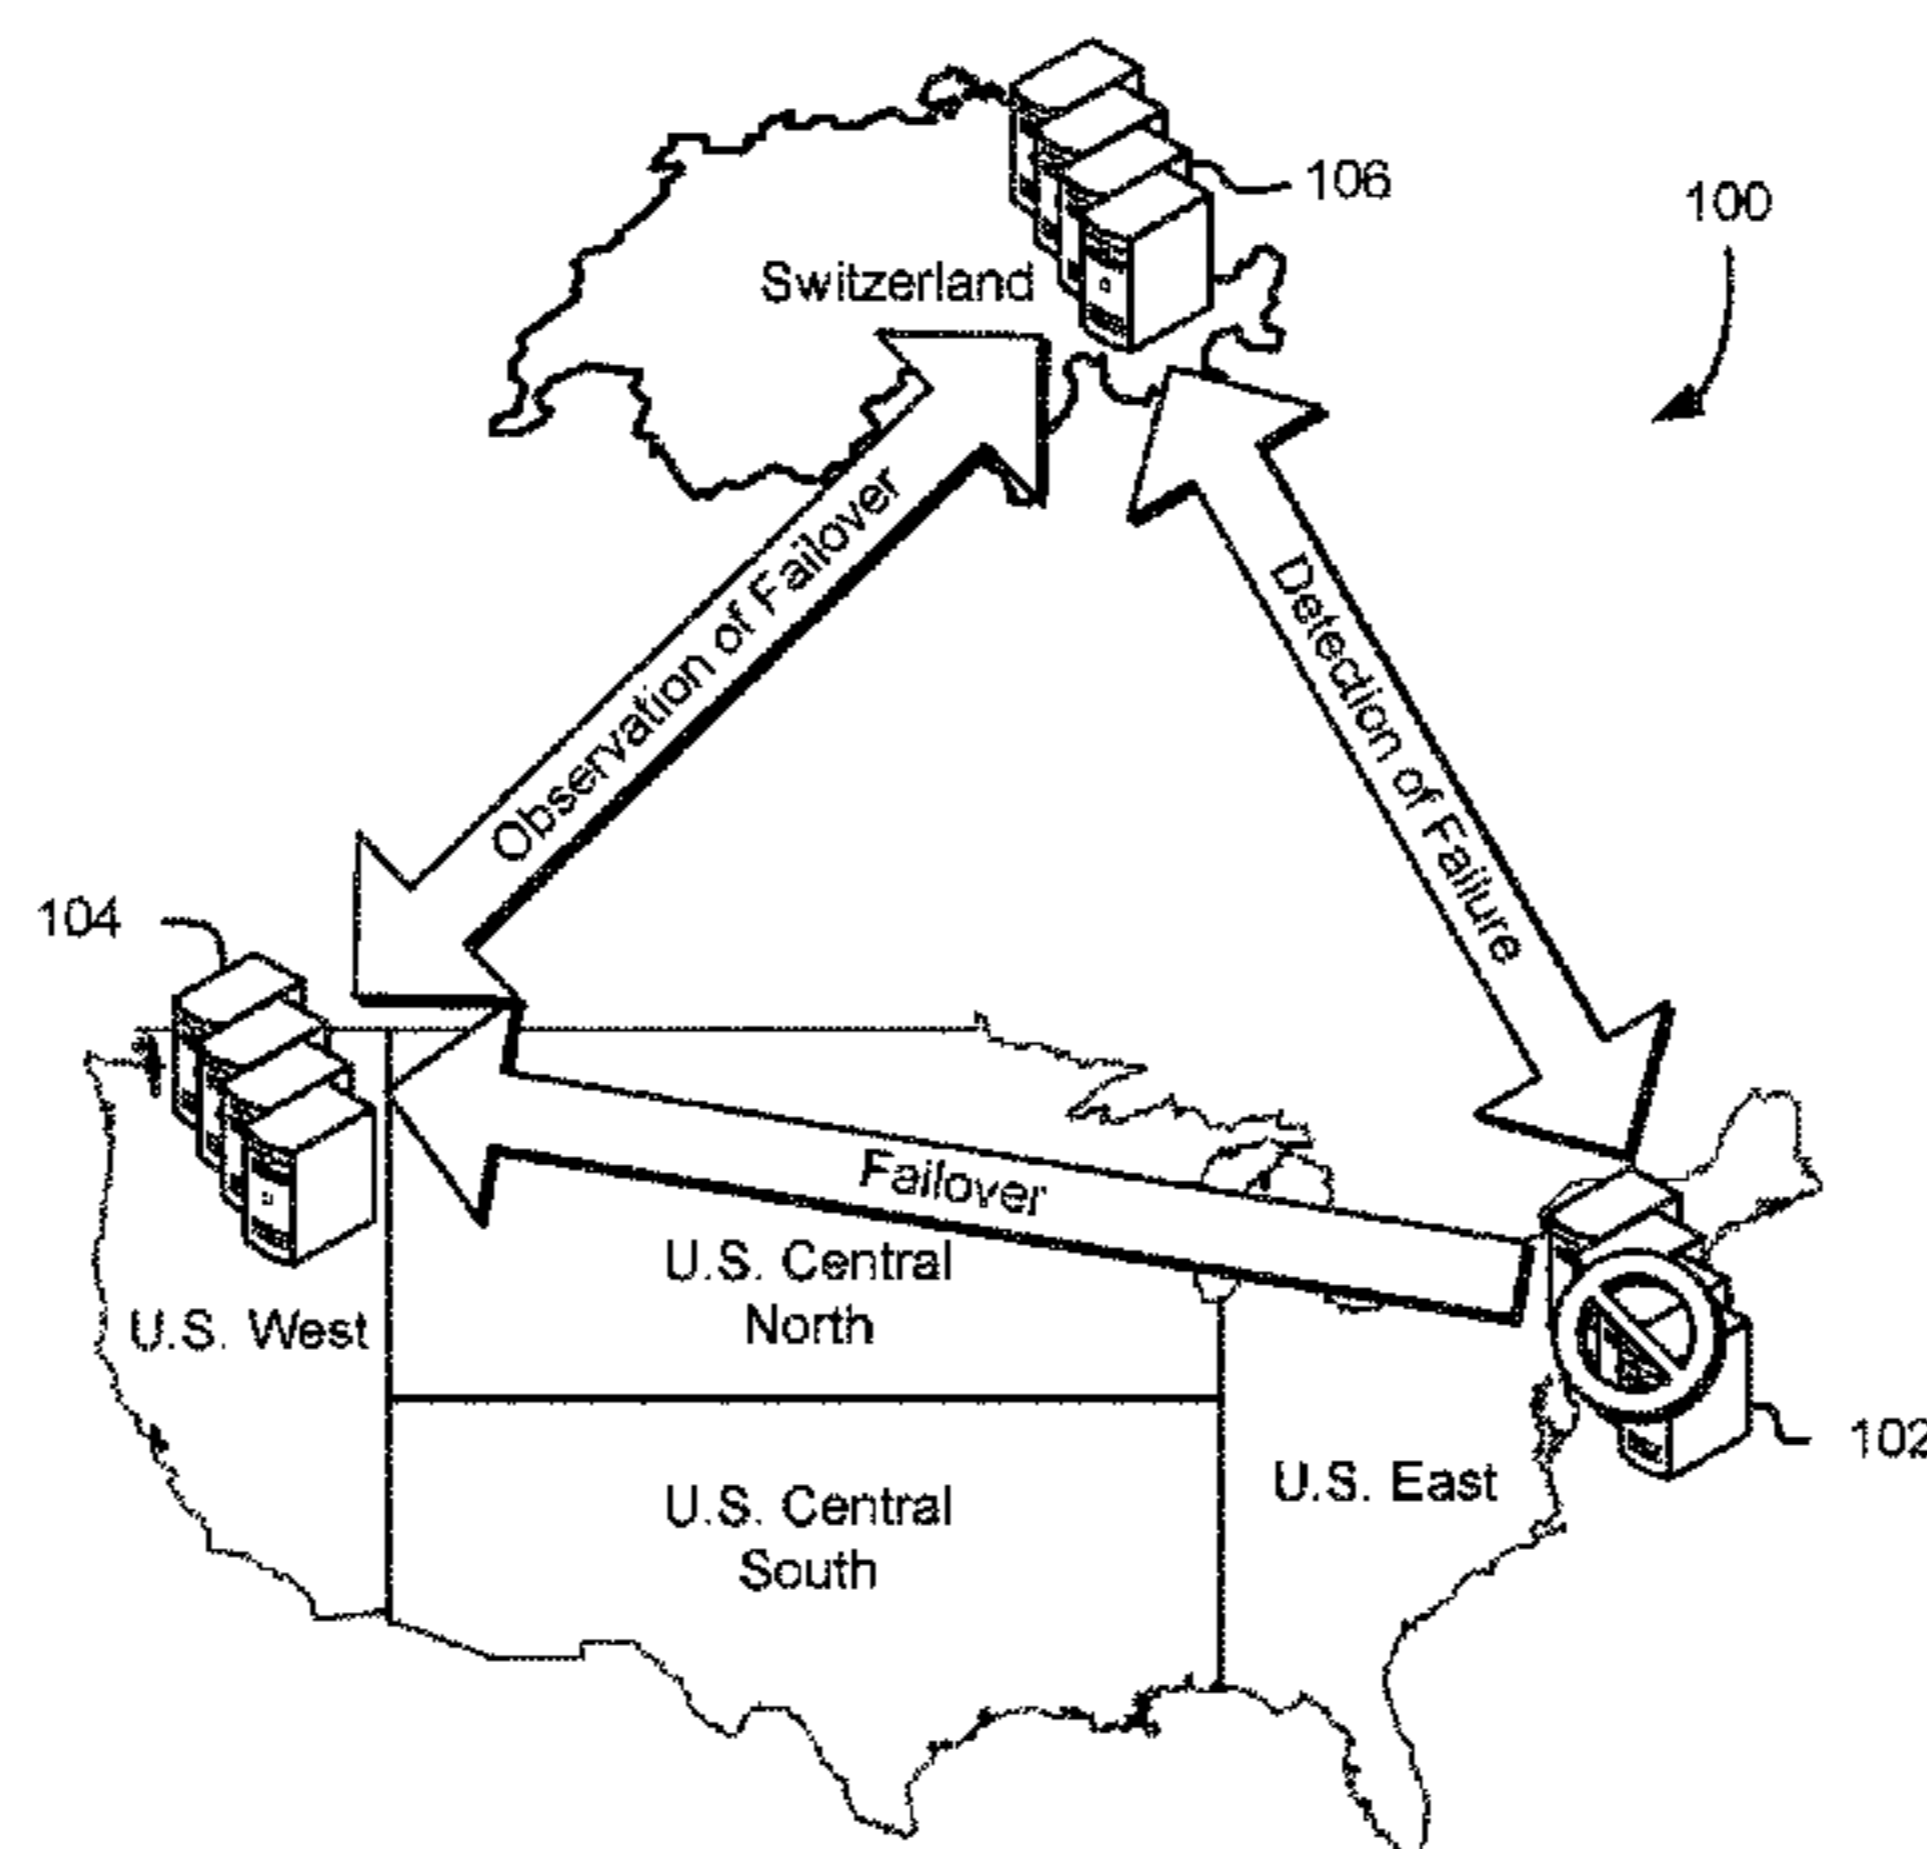 106
100
Switzerland
Observation of Failover
Detection of Failure
104
Failover
U.S. Central
North
U.S. West
102
U.S. East
U.S. Central
South